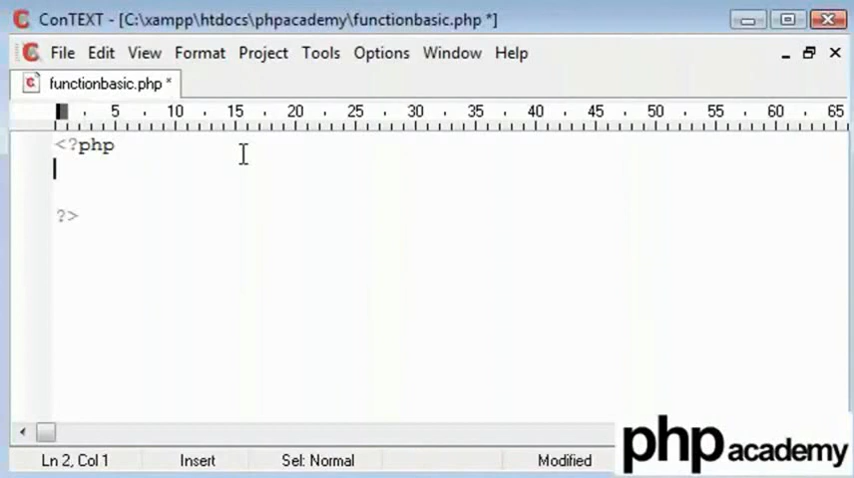 ConTEXT - [C:\xampp\htdocs\phpacademy\functionbasic.php *]
File Edit View Format Project Tools Options Window Help
functionbasic.php *
5 10 15 20 25 30 35 40 45 50 55 60 65
<?php
?>
Ln 2, Col 1 Insert Sel: Normal Modified
php academy